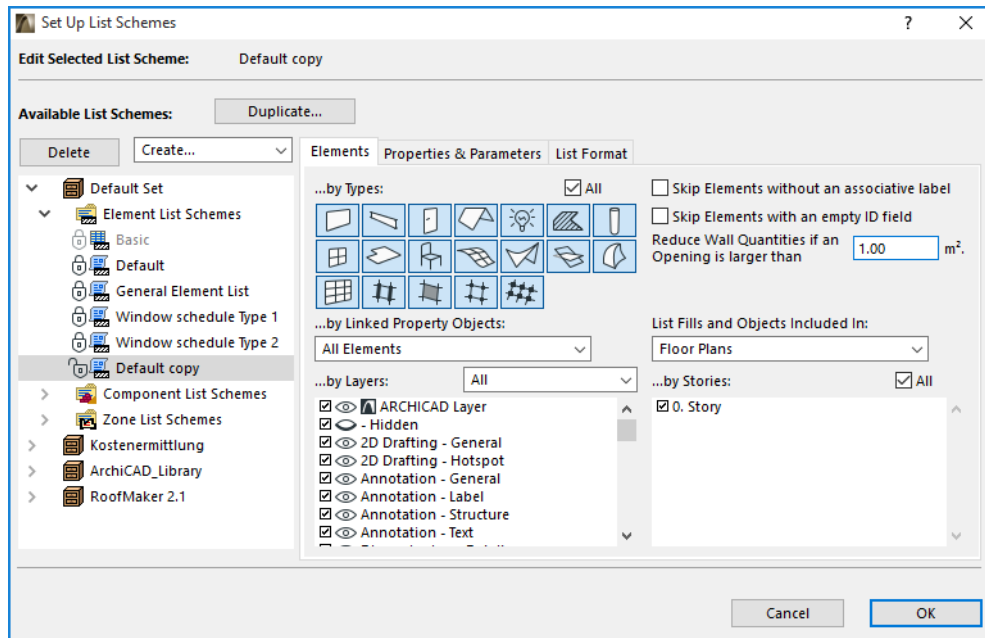 Set Up List Schemes
?
Edit Selected List Scheme: Default copy
Available List Schemes: Duplicate...
Delete Create...
Default Set
Element List Schemes
Basic
Default
General Element List
Window schedule Type 1
Window schedule Type 2
Default copy
Component List Schemes
Zone List Schemes
Kostenermittlung
ArchiCAD_Library
RoofMaker 2.1
Elements Properties & Parameters List Format
...by Types: All
Skip Elements without an associative label
Skip Elements with an empty ID field
Reduce Wall Quantities if an
Opening is larger than 1.00 m².
...by Linked Property Objects:
All Elements
List Fills and Objects Included In:
Floor Plans
...by Layers: All
ARCHICAD Layer
- Hidden
2D Drafting - General
2D Drafting - Hotspot
Annotation - General
Annotation - Label
Annotation - Structure
Annotation - Text
...by Stories: All
0. Story
Cancel OK